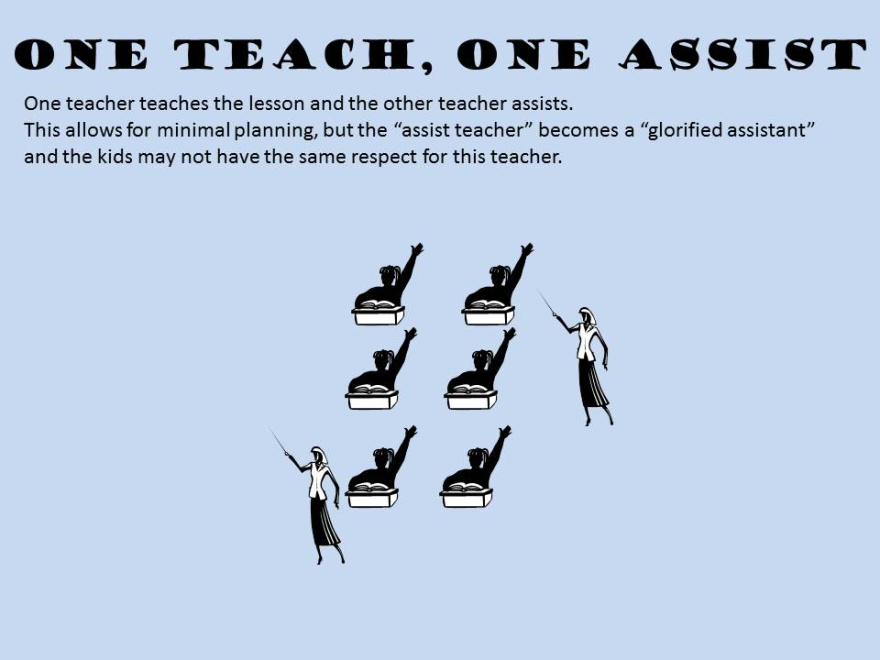 ONE TEACH, ONE ASSIST
One teacher teaches the lesson and the other teacher assists.
This allows for minimal planning, but the “assist teacher” becomes a “glorified assistant”
and the kids may not have the same respect for this teacher.